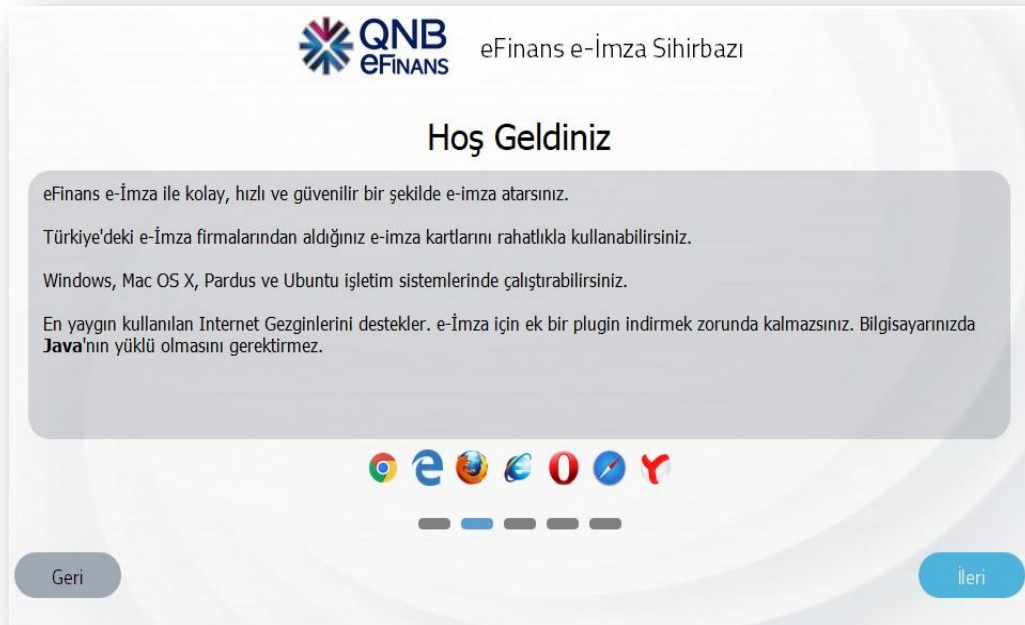 QNB
eFİNANS
eFinans e-İmza Sihirbazı
Hoş Geldiniz
eFinans e-İmza ile kolay, hızlı ve güvenilir bir şekilde e-imza atarsınız.
Türkiye'deki e-İmza firmalarından aldığınız e-imza kartlarını rahatlıkla kullanabilirsiniz.
Windows, Mac OS X, Pardus ve Ubuntu işletim sistemlerinde çalıştırabilirsiniz.
En yaygın kullanılan Internet Gezginlerini destekler. e-İmza için ek bir plugin indirmek zorunda kalmazsınız. Bilgisayarınızda
Java'nın yüklü olmasını gerektirmez.
Geri
İleri